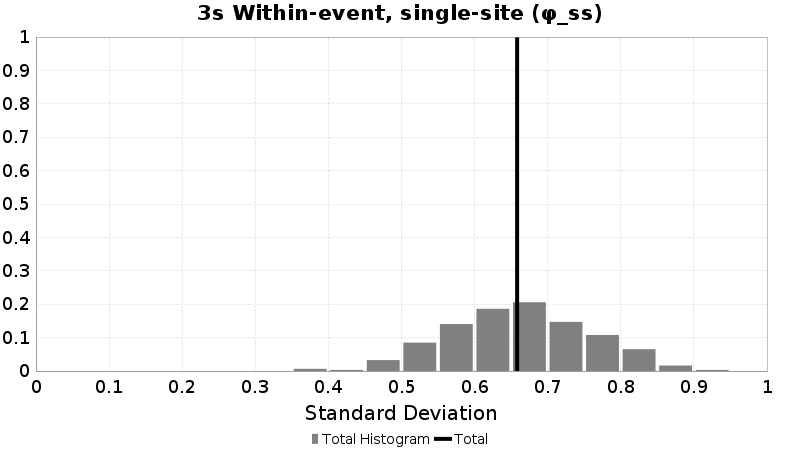 3s Within-event, single-site (φ_ss)
1
0.9
0.8
0.7
0.6
0.5
0.4
0.3
0.2
0.1
0
0 0.1 0.2 0.3 0.4 0.5 0.6 0.7 0.8 0.9 1
Standard Deviation
Total Histogram Total